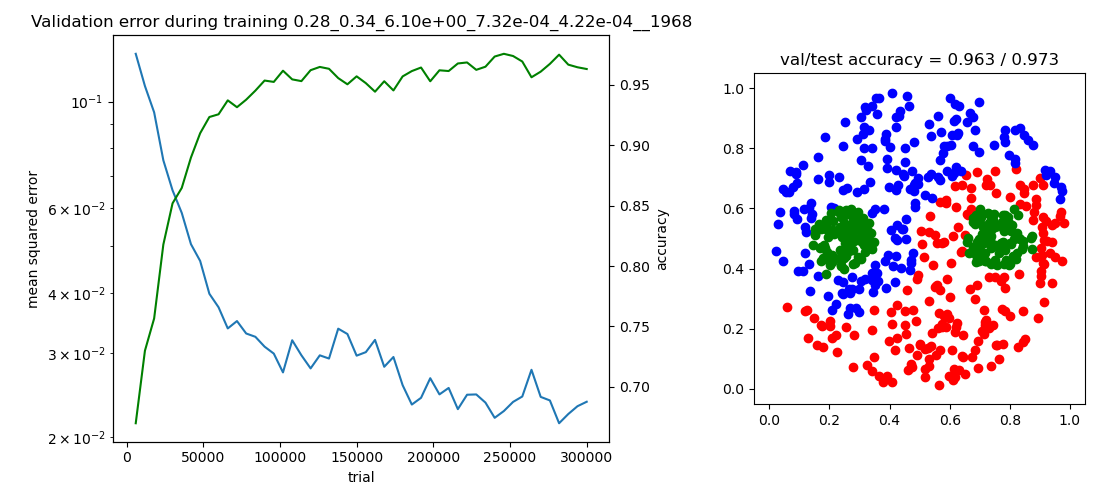 Validation error during training 0.28_0.34_6.10e+00_7.32e-04_4.22e-04__1968
mean squared error
10⁻¹
6 × 10⁻²
4 × 10⁻²
3 × 10⁻²
2 × 10⁻²
0.95
0.90
0.85
0.80
0.75
0.70
accuracy
0 50000 100000 150000 200000 250000 300000
trial
val/test accuracy = 0.963 / 0.973
1.0
0.8
0.6
0.4
0.2
0.0
0.0 0.2 0.4 0.6 0.8 1.0